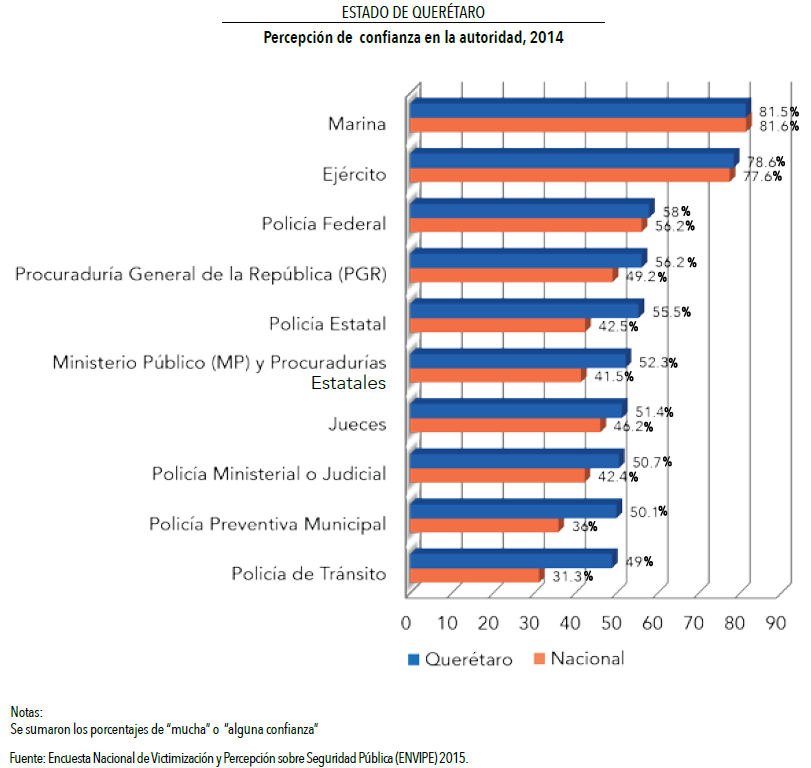 ESTADO DE QUERÉTARO
Percepción de confianza en la autoridad, 2014
Marina
81.5%
81.6%
Ejército
78.6%
77.6%
Policía Federal
58%
56.2%
Procuraduría General de la República (PGR)
56.2%
49.2%
Policía Estatal
55.5%
42.5%
Ministerio Público (MP) y Procuradurías
Estatales
52.3%
41.5%
Jueces
51.4%
46.2%
Policía Ministerial o Judicial
50.7%
42.4%
Policía Preventiva Municipal
50.1%
36%
Policía de Tránsito
49%
31.3%
0 10 20 30 40 50 60 70 80 90
Querétaro Nacional
Notas:
Se sumaron los porcentajes de “mucha” o “alguna confianza”
Fuente: Encuesta Nacional de Victimización y Percepción sobre Seguridad Pública (ENVIPE) 2015.